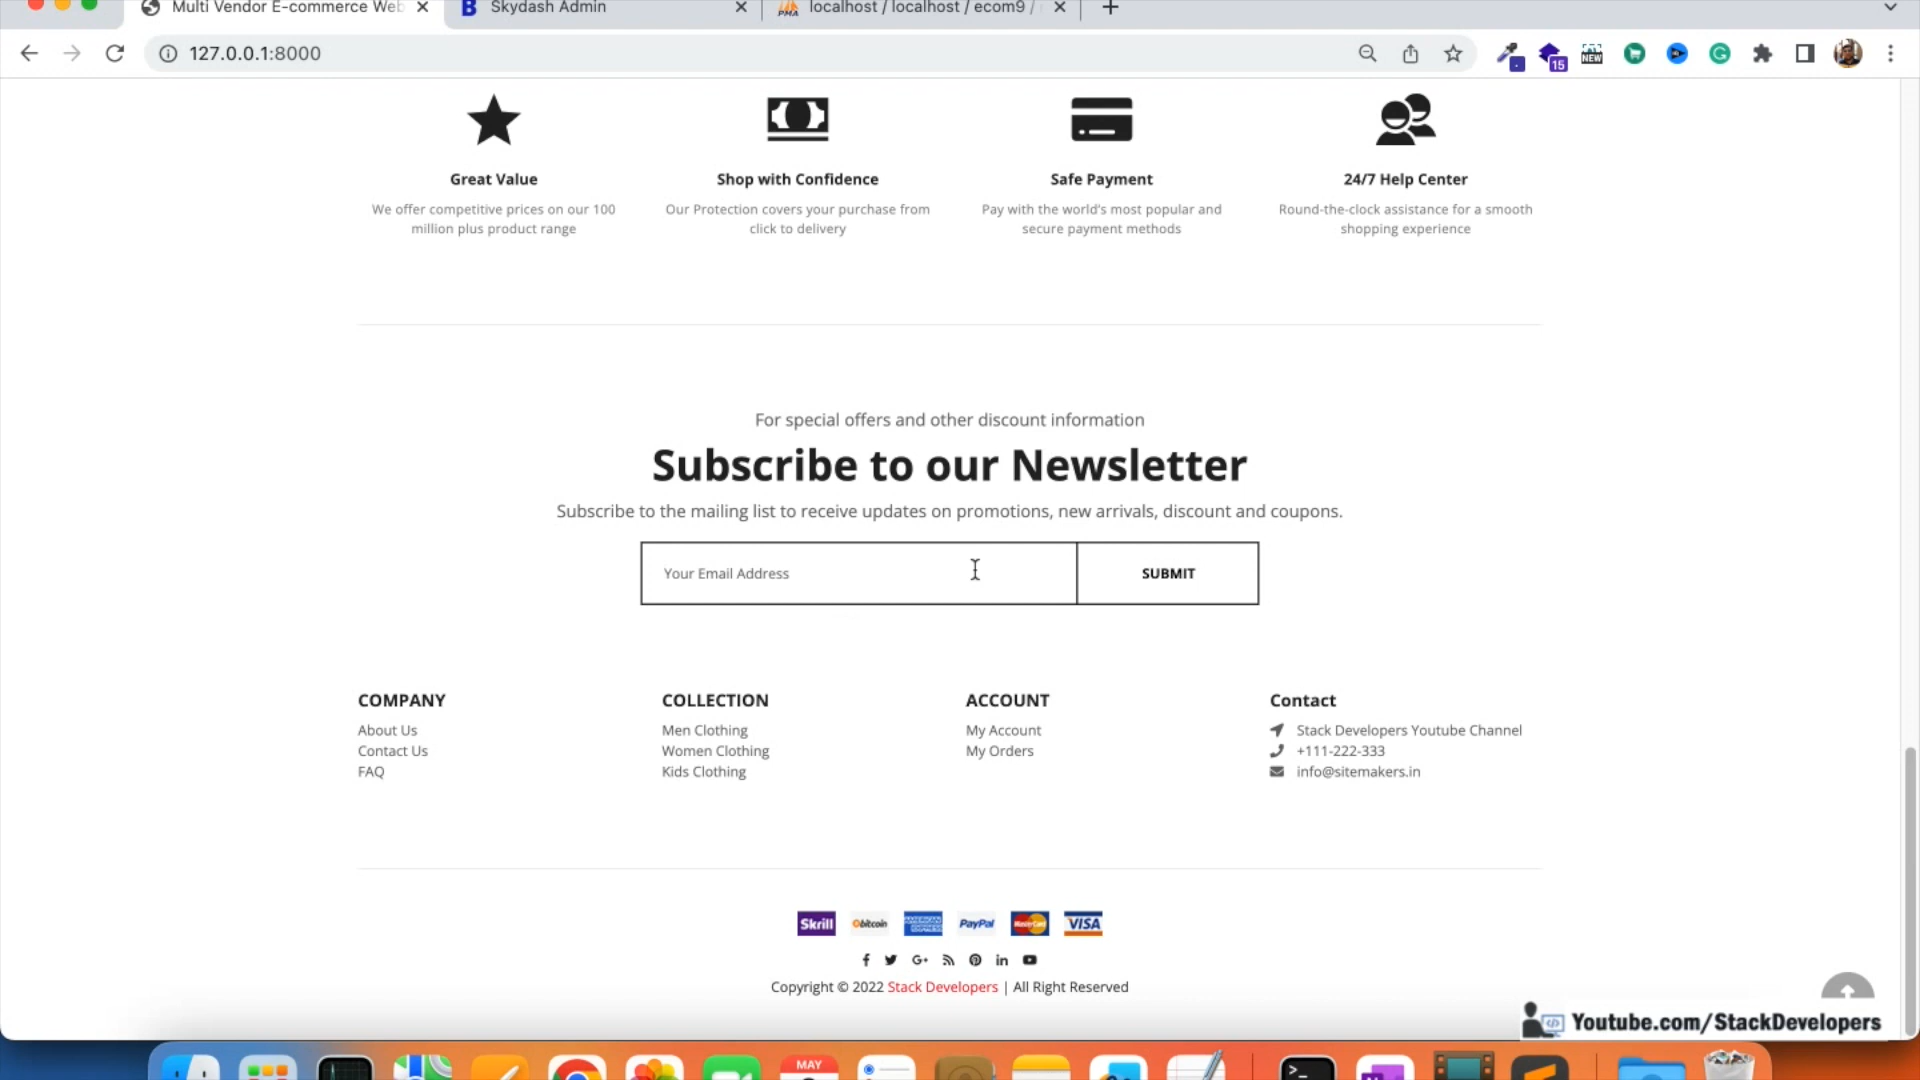 Multi Vendor E-commerce Web
Skydash Admin
localhost / localhost / ecom9 /
127.0.0.1:8000
15
NEW
Great Value
Shop with Confidence
Safe Payment
24/7 Help Center
We offer competitive prices on our 100
million plus product range
Our Protection covers your purchase from
click to delivery
Pay with the world's most popular and
secure payment methods
Round-the-clock assistance for a smooth
shopping experience
For special offers and other discount information
Subscribe to our Newsletter
Subscribe to the mailing list to receive updates on promotions, new arrivals, discount and coupons.
Your Email Address
SUBMIT
COMPANY
About Us
Contact Us
FAQ
COLLECTION
Men Clothing
Women Clothing
Kids Clothing
ACCOUNT
My Account
My Orders
Contact
Stack Developers Youtube Channel
+111-222-333
info@sitemakers.in
Skrill bitcoin AMERICAN EXPRESS PayPal MasterCard VISA
Copyright © 2022 Stack Developers | All Right Reserved
Youtube.com/StackDevelopers
MAY